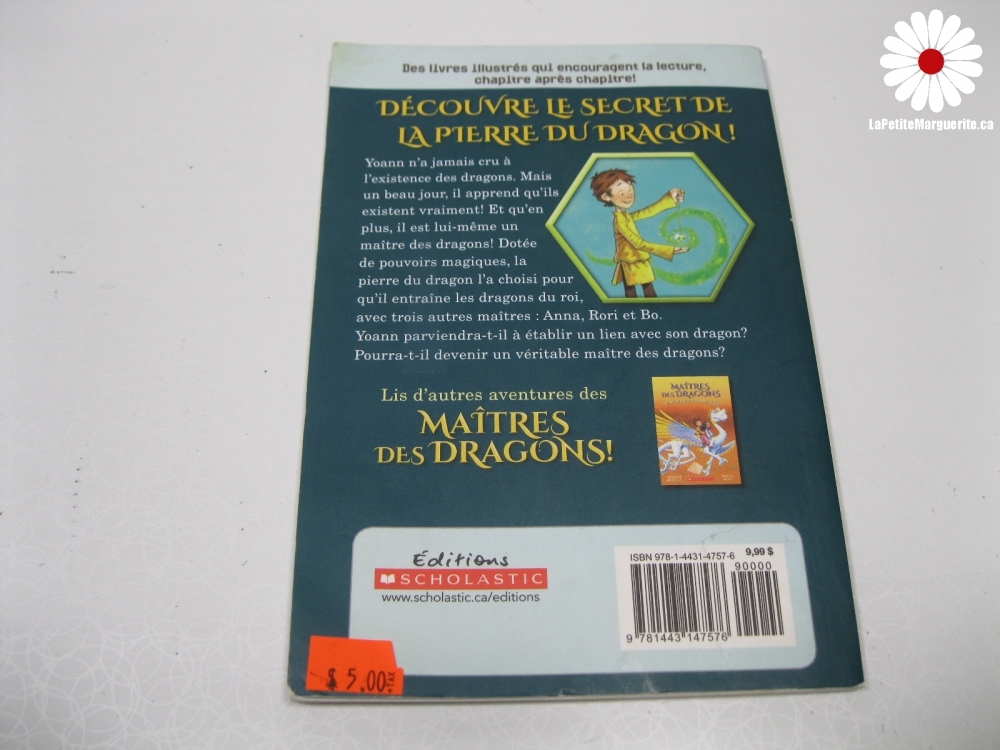 Des livres illustrés qui encouragent la lecture,
chapitre après chapitre!
LaPetiteMarguerite.ca
DÉCOUVRE LE SECRET DE
LA PIERRE DU DRAGON!
Yoann n'a jamais cru à
l'existence des dragons. Mais
un beau jour, il apprend qu'ils
existent vraiment! Et qu'en
plus, il est lui-même un
maître des dragons! Dotée
de pouvoirs magiques, la
pierre du dragon l'a choisi pour
qu'il entraîne les dragons du roi,
avec trois autres maîtres : Anna, Rori et Bo.
Yoann parviendra-t-il à établir un lien avec son dragon?
Pourra-t-il devenir un véritable maître des dragons?
Lis d'autres aventures des
MAÎTRES
DES DRAGONS!
MAÎTRES
DES DRAGONS
Éditions
SCHOLASTIC
www.scholastic.ca/editions
ISBN 978-1-4431-4757-6 9,99 $
90000
9 781443 147576
$ 5.00 +TAX